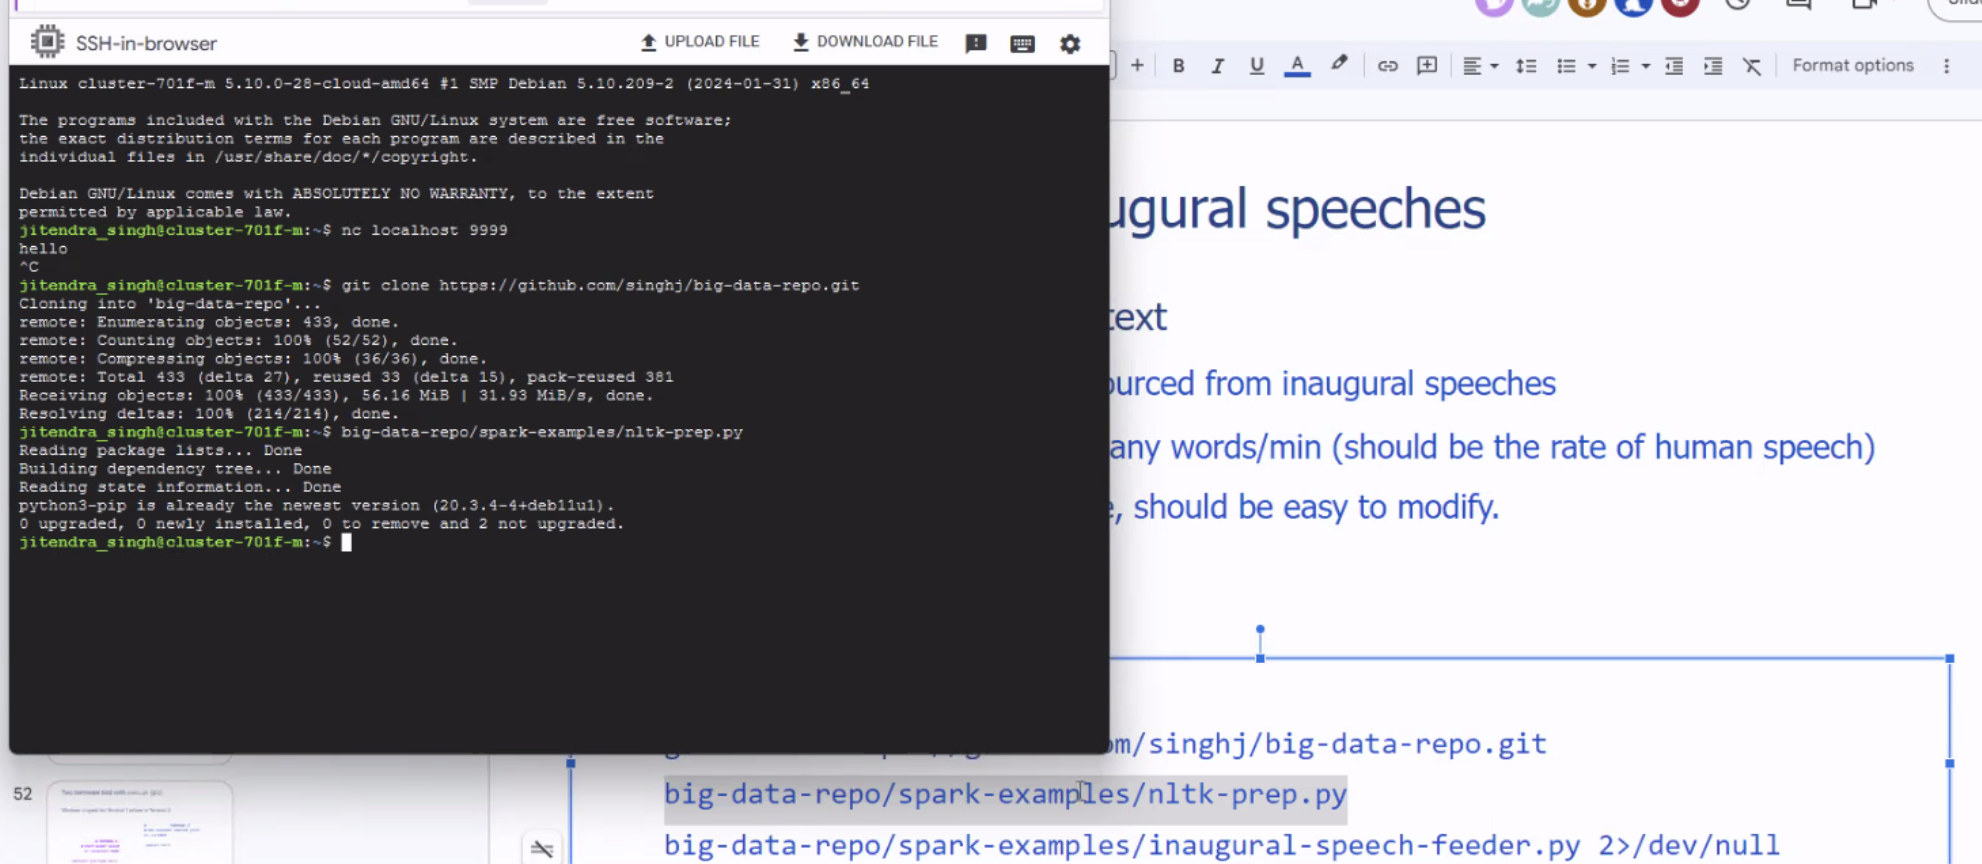 SSH-in-browser
UPLOAD FILE
DOWNLOAD FILE
Linux cluster-701f-m 5.10.0-28-cloud-amd64 #1 SMP Debian 5.10.209-2 (2024-01-31) x86_64
The programs included with the Debian GNU/Linux system are free software;
the exact distribution terms for each program are described in the
individual files in /usr/share/doc/*/copyright.
Debian GNU/Linux comes with ABSOLUTELY NO WARRANTY, to the extent
permitted by applicable law.
jitendra_singh@cluster-701f-m:~$ nc localhost 9999
hello
^C
jitendra_singh@cluster-701f-m:~$ git clone https://github.com/singhj/big-data-repo.git
Cloning into 'big-data-repo'...
remote: Enumerating objects: 433, done.
remote: Counting objects: 100% (52/52), done.
remote: Compressing objects: 100% (36/36), done.
remote: Total 433 (delta 27), reused 33 (delta 15), pack-reused 381
Receiving objects: 100% (433/433), 56.16 MiB | 31.93 MiB/s, done.
Resolving deltas: 100% (214/214), done.
jitendra_singh@cluster-701f-m:~$ big-data-repo/spark-examples/nltk-prep.py
Reading package lists... Done
Building dependency tree... Done
Reading state information... Done
python3-pip is already the newest version (20.3.4-4+deb11u1).
0 upgraded, 0 newly installed, 0 to remove and 2 not upgraded.
jitendra_singh@cluster-701f-m:~$
B I U A
Format options
ugural speeches
text
ourced from inaugural speeches
any words/min (should be the rate of human speech)
e, should be easy to modify.
om/singhj/big-data-repo.git
big-data-repo/spark-examples/nltk-prep.py
big-data-repo/spark-examples/inaugural-speech-feeder.py 2>/dev/null
52